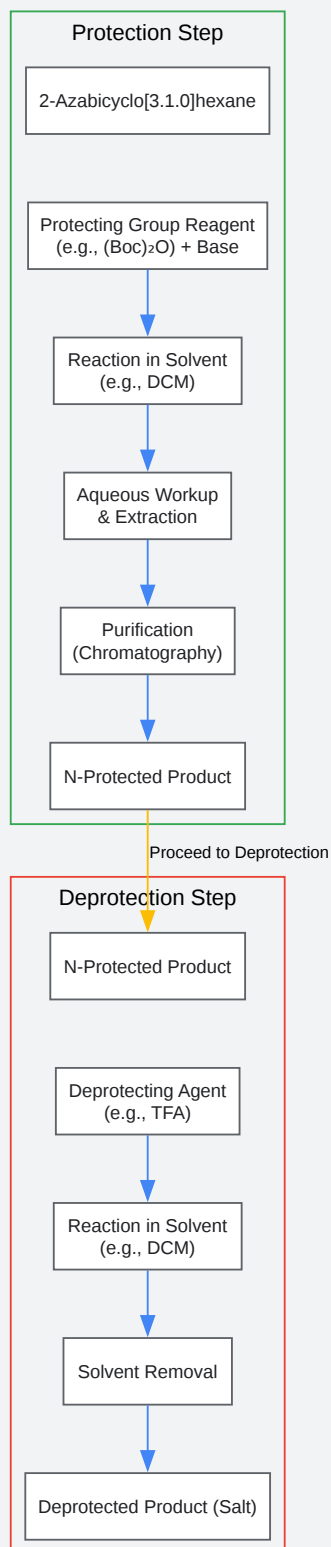 Protection Step
2-Azabicyclo[3.1.0]hexane
Protecting Group Reagent
(e.g., (Boc)₂O) + Base
Reaction in Solvent
(e.g., DCM)
Aqueous Workup
& Extraction
Purification
(Chromatography)
N-Protected Product
Proceed to Deprotection
Deprotection Step
N-Protected Product
Deprotecting Agent
(e.g., TFA)
Reaction in Solvent
(e.g., DCM)
Solvent Removal
Deprotected Product (Salt)